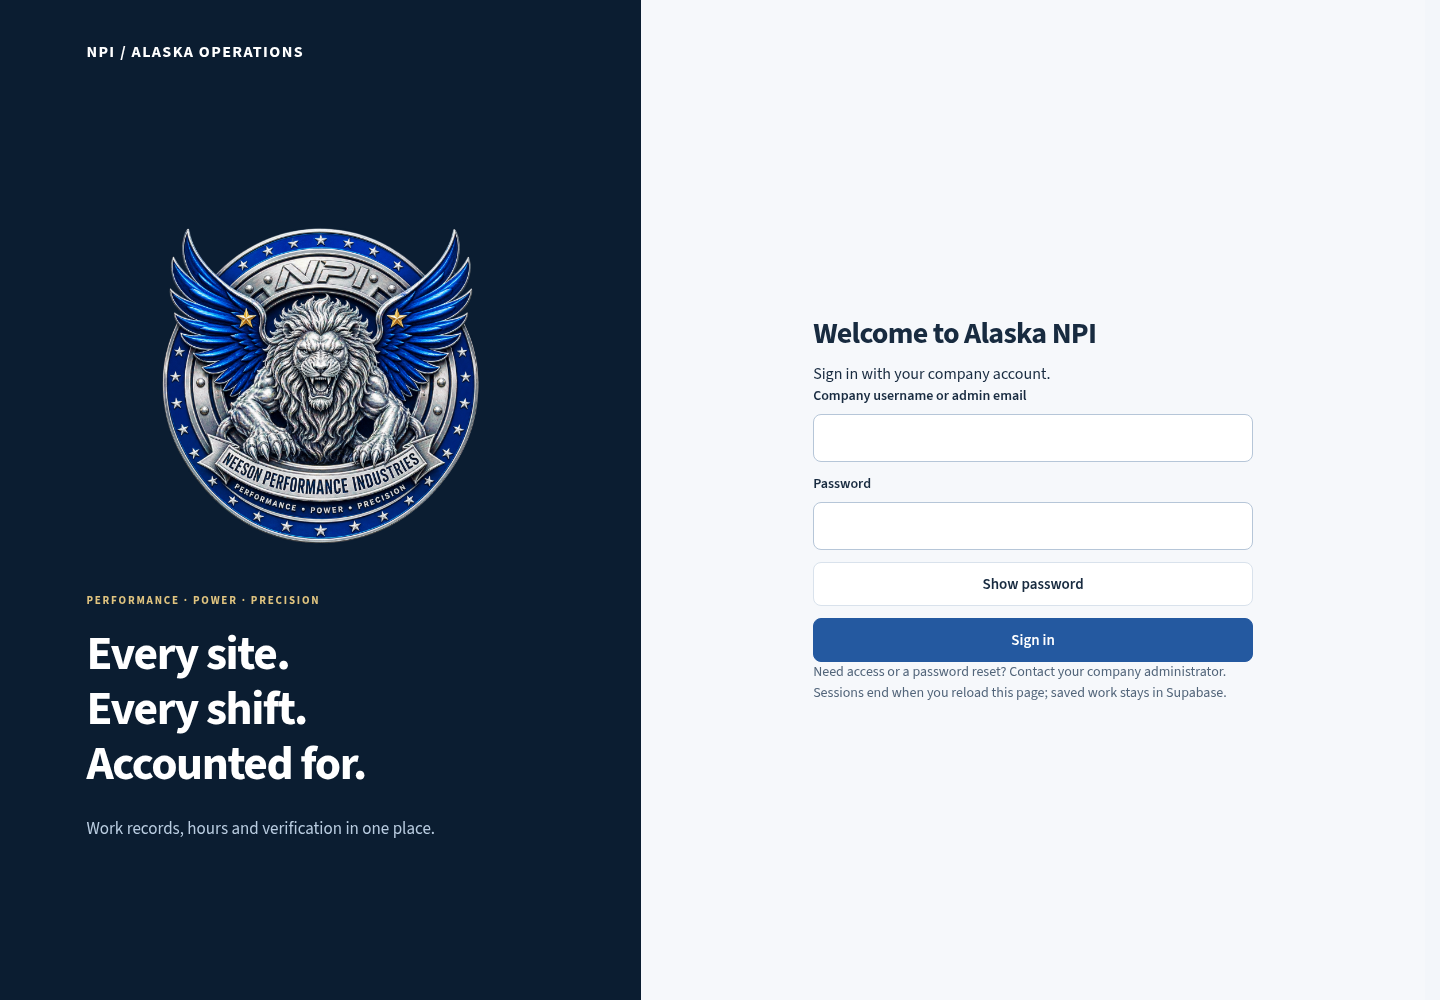 NPI / ALASKA OPERATIONS
NPI
NEESON PERFORMANCE INDUSTRIES
PERFORMANCE • POWER • PRECISION
PERFORMANCE · POWER · PRECISION
Every site.
Every shift.
Accounted for.
Work records, hours and verification in one place.
Welcome to Alaska NPI
Sign in with your company account.
Company username or admin email
Password
Show password
Sign in
Need access or a password reset? Contact your company administrator.
Sessions end when you reload this page; saved work stays in Supabase.